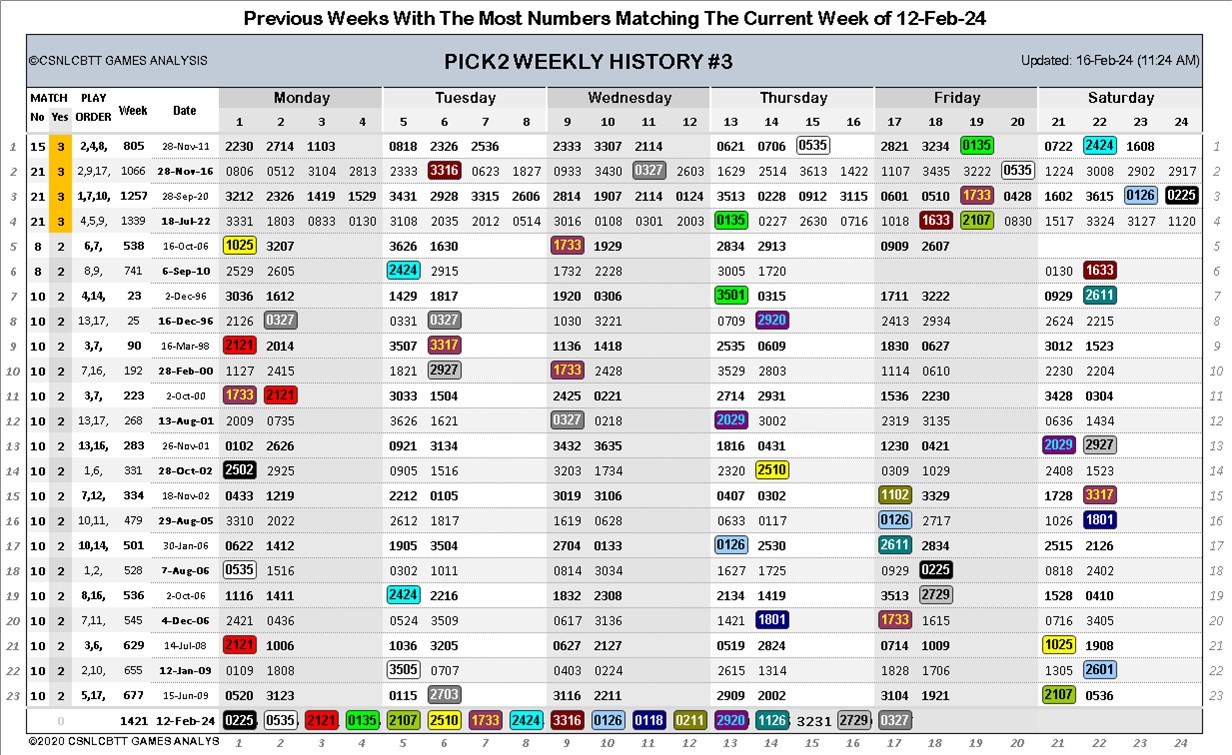 Previous Weeks With The Most Numbers Matching The Current Week of 12-Feb-24
©CSNLCBTT GAMES ANALYSIS PICK2 WEEKLY HISTORY #3 Updated: 16-Feb-24 (11:24 AM)
MATCH PLAY Week Date Monday Tuesday Wednesday Thursday Friday Saturday
No Yes ORDER 1 2 3 4 5 6 7 8 9 10 11 12 13 14 15 16 17 18 19 20 21 22 23 24
1 15 3 2,4,8, 805 28-Nov-11 2230 2714 1103 0818 2326 2536 2333 3307 2114 0621 0706 0535 2821 3234 0135 0722 2424 1608 1
2 21 3 2,9,17, 1066 28-Nov-16 0806 0512 3104 2813 2333 3316 0623 1827 0933 3430 0327 2603 1629 2514 3613 1422 1107 3435 3222 0535 1224 3008 2902 2917 2
3 21 3 1,7,10, 1257 28-Sep-20 3212 2326 1419 1529 3431 2928 3315 2606 2814 1907 2114 0124 3513 0228 0912 3115 0601 0510 1733 0428 1602 3615 0126 0225 3
4 21 3 4,5,9, 1339 18-Jul-22 3331 1803 0833 0130 3108 0235 2012 0514 3016 0108 0301 2003 0135 0227 2630 0716 1018 1633 2107 0830 1517 3324 3127 1120 4
5 8 2 6,7, 538 16-Oct-06 1025 3207 3626 1630 1733 1929 2834 2913 0909 2607 5
6 8 2 8,9, 741 6-Sep-10 2529 2605 2424 2915 1732 2228 3005 1720 0130 1633 6
7 10 2 4,14, 23 2-Dec-96 3036 1612 1429 1817 1920 0306 3501 0315 1711 3222 0929 2611 7
8 10 2 13,17, 25 16-Dec-96 2126 0327 0331 0327 1030 3221 0709 2920 2413 2934 2624 2215 8
9 10 2 3,7, 90 16-Mar-98 2121 2014 3507 3317 1136 1418 2535 0609 1830 0627 3012 1523 9
10 10 2 7,16, 192 28-Feb-00 1127 2415 1821 2927 1733 2428 3529 2803 1114 0610 2230 2204 10
11 10 2 3,7, 223 2-Oct-00 1733 2121 3033 1504 2425 0221 2714 2931 1536 2230 3428 0304 11
12 10 2 13,17, 268 13-Aug-01 2009 0735 3626 1621 0327 0218 2029 3002 2319 3135 0636 1434 12
13 10 2 13,16, 283 26-Nov-01 0102 2626 0921 3134 3432 3635 1816 0431 1230 0421 2029 2927 13
14 10 2 1,6, 331 28-Oct-02 2502 2925 0905 1516 3203 1734 2320 2510 0309 1029 2408 1523 14
15 10 2 7,12, 334 18-Nov-02 0433 1219 2212 0105 3019 3106 0407 0302 1102 3329 1728 3317 15
16 10 2 10,11, 479 29-Aug-05 3310 2022 2612 1817 1619 0628 0633 0117 0126 2717 1026 1801 16
17 10 2 10,14, 501 30-Jan-06 0622 1412 1905 3504 2704 0133 0126 2530 2611 2834 2515 2126 17
18 10 2 1,2, 528 7-Aug-06 0535 1516 0302 1011 0814 3034 1627 1725 0929 0225 0818 2402 18
19 10 2 8,16, 536 2-Oct-06 1116 1411 2424 2216 1832 2308 2134 1419 3513 2729 1528 0410 19
20 10 2 7,11, 545 4-Dec-06 2421 0436 0524 3509 0617 3136 1421 1801 1733 1615 0716 3405 20
21 10 2 3,6, 629 14-Jul-08 2121 1006 1036 3205 0627 2127 0519 2824 0714 1009 1025 1908 21
22 10 2 2,10, 655 12-Jan-09 0109 1808 3505 0707 0403 0224 2615 1314 1828 1706 1305 2601 22
23 10 2 5,17, 677 15-Jun-09 0520 3123 0115 2703 3116 2211 2909 2002 3104 1921 2107 0536 23
0 1421 12-Feb-24 0225, 0535, 2121, 0135, 2107 2510 1733 2424, 3316 0126 0118 0211 2920, 1126 3231 2729, 0327
©2020 CSNLCBTT GAMES ANALYS 1 2 3 4 5 6 7 8 9 10 11 12 13 14 15 16 17 18 19 20 21 22 23 24